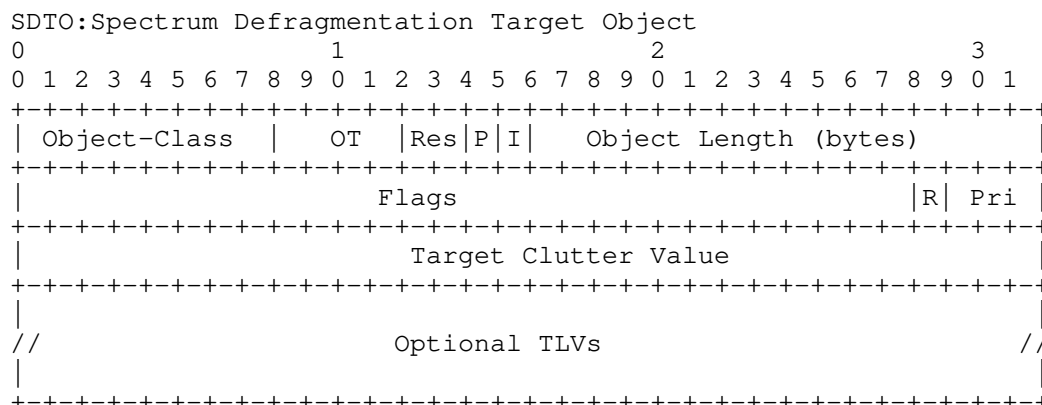 SDTO:Spectrum Defragmentation Target Object
0                   1                   2                   3
0 1 2 3 4 5 6 7 8 9 0 1 2 3 4 5 6 7 8 9 0 1 2 3 4 5 6 7 8 9 0 1
+-+-+-+-+-+-+-+-+-+-+-+-+-+-+-+-+-+-+-+-+-+-+-+-+-+-+-+-+-+-+-+-+
| Object-Class  |   OT  |Res|P|I|   Object Length (bytes)       |
+-+-+-+-+-+-+-+-+-+-+-+-+-+-+-+-+-+-+-+-+-+-+-+-+-+-+-+-+-+-+-+-+
|                      Flags                            |R| Pri |
+-+-+-+-+-+-+-+-+-+-+-+-+-+-+-+-+-+-+-+-+-+-+-+-+-+-+-+-+-+-+-+-+
|                        Target Clutter Value                   |
+-+-+-+-+-+-+-+-+-+-+-+-+-+-+-+-+-+-+-+-+-+-+-+-+-+-+-+-+-+-+-+-+
|                                                               |
//                      Optional TLVs                          //
|                                                               |
+-+-+-+-+-+-+-+-+-+-+-+-+-+-+-+-+-+-+-+-+-+-+-+-+-+-+-+-+-+-+-+-+